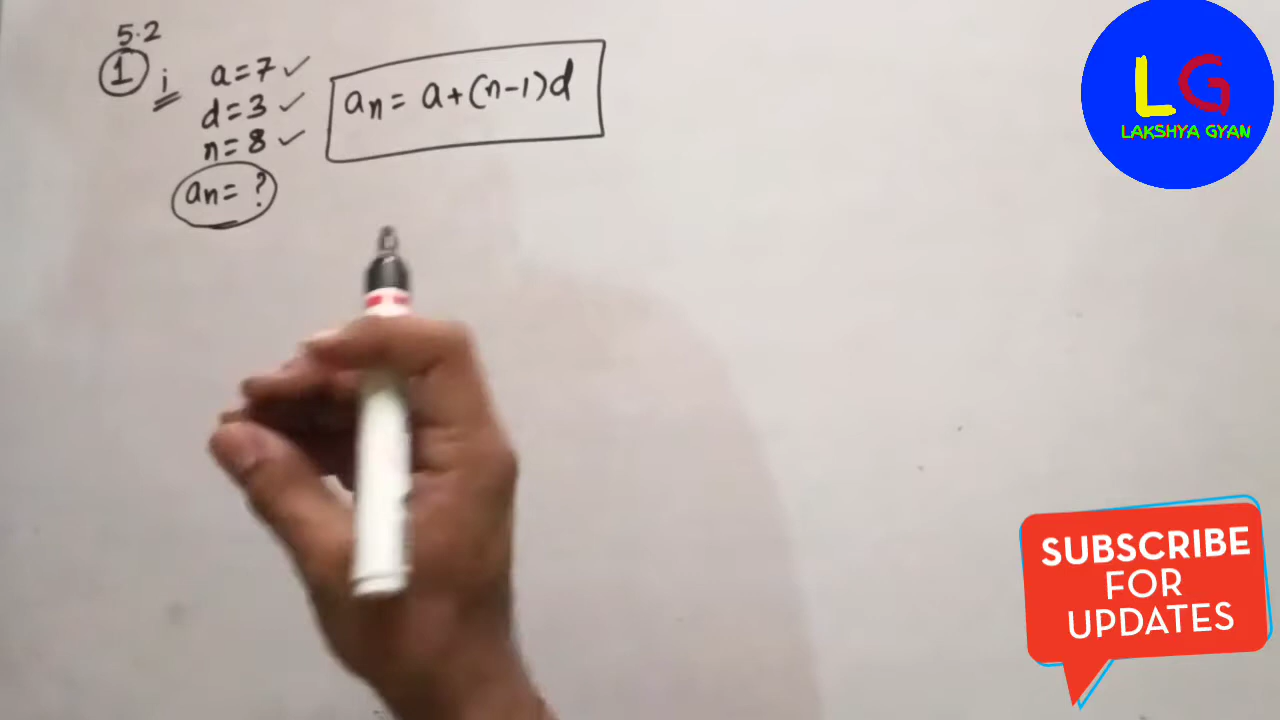 5.2
1 i a=7 ✓
d=3 ✓
n=8 ✓
an= ?
an= a+(n-1)d
LG
LAKSHYA GYAN
SUBSCRIBE
FOR
UPDATES